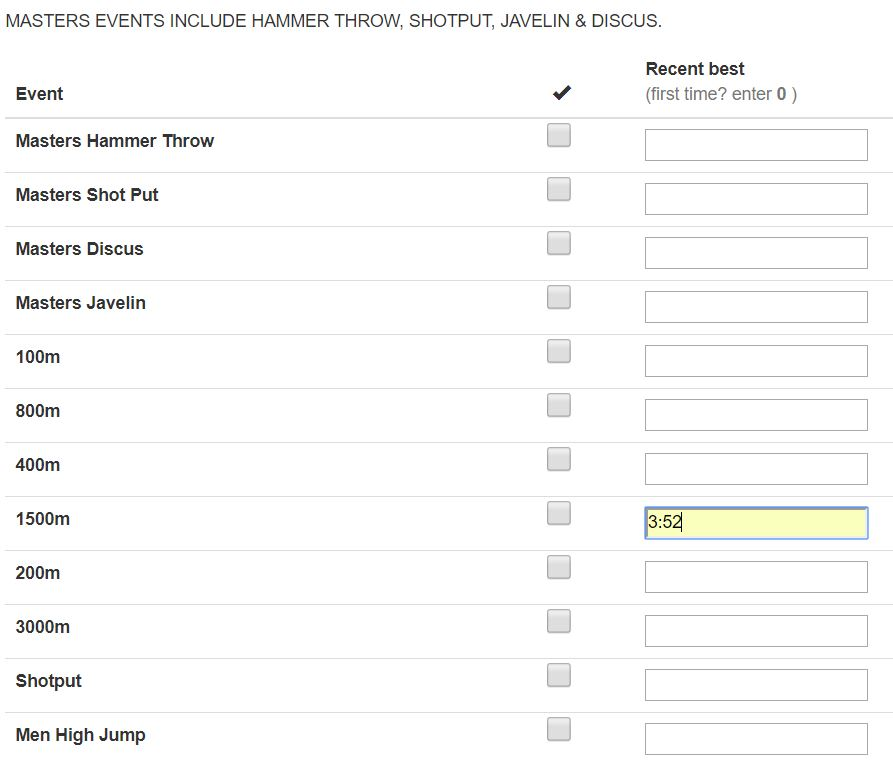 MASTERS EVENTS INCLUDE HAMMER THROW, SHOTPUT, JAVELIN & DISCUS.
Recent best
Event
(first time? enter 0 )
Masters Hammer Throw
Masters Shot Put
Masters Discus
Masters Javelin
100m
800m
400m
1500m 3:52
200m
3000m
Shotput
Men High Jump